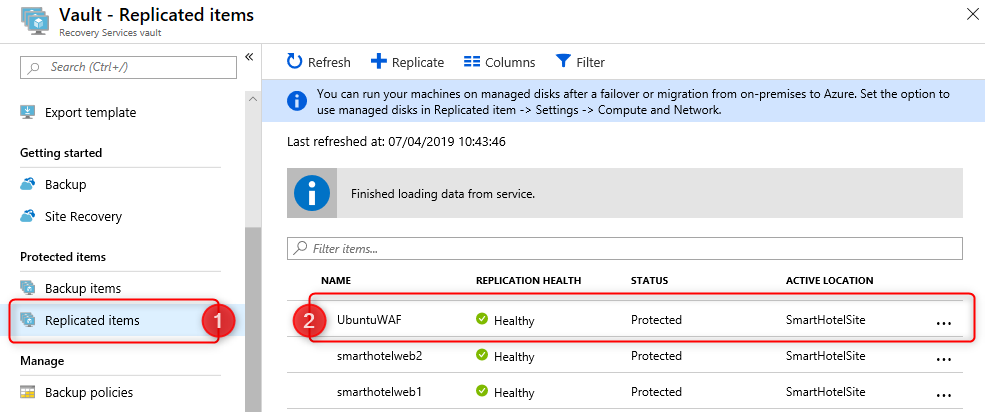 Vault - Replicated items
Recovery Services vault
Search (Ctrl+/)
«
Export template
Getting started
Backup
Site Recovery
Protected items
Backup items
Replicated items
1
Manage
Backup policies
Refresh
Replicate
Columns
Filter
You can run your machines on managed disks after a failover or migration from on-premises to Azure. Set the option to
use managed disks in Replicated item -> Settings -> Compute and Network.
Last refreshed at: 07/04/2019 10:43:46
Finished loading data from service.
Filter items...
NAME REPLICATION HEALTH STATUS ACTIVE LOCATION
2 UbuntuWAF Healthy Protected SmartHotelSite ...
smarthotelweb2 Healthy Protected SmartHotelSite ...
smarthotelweb1 Healthy Protected SmartHotelSite ...